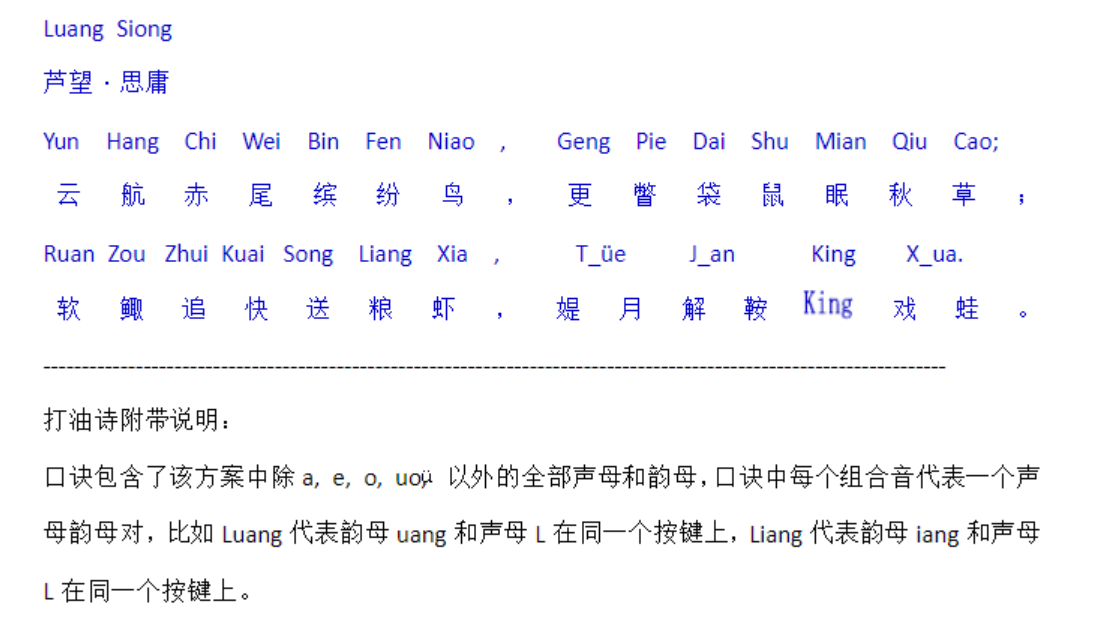 Luang Siong
芦望·思庸
Yun Hang Chi Wei Bin Fen Niao , Geng Pie Dai Shu Mian Qiu Cao;
云 航 赤 尾 缤 纷 鸟 , 更 瞥 袋 鼠 眠 秋 草 ;
Ruan Zou Zhui Kuai Song Liang Xia , T_üe J_an King X_ua.
软 鲰 追 快 送 粮 虾 , 媞 月 解 鞍 King 戏 蛙 。
打油诗附带说明:
口诀包含了该方案中除 a, e, o, uo,ü 以外的全部声母和韵母,口诀中每个组合音代表一个声
母韵母对,比如 Luang 代表韵母 uang 和声母 L 在同一个按键上,Liang 代表韵母 iang 和声母
L 在同一个按键上。